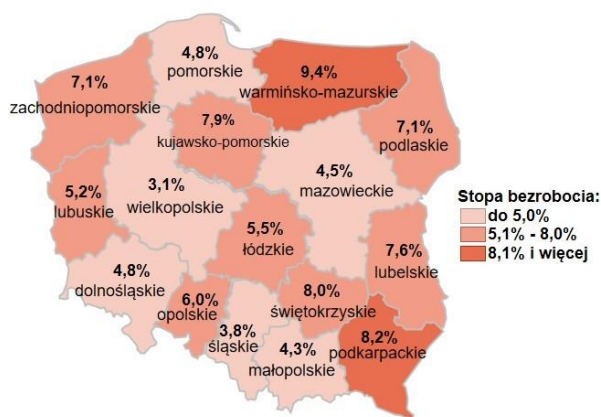 4,8%
pomorskie
9,4%
warmińsko-mazurskie
7,1%
zachodniopomorskie
7,9%
kujawsko-pomorskie
7,1%
podlaskie
4,5%
mazowieckie
5,2%
lubuskie
3,1%
wielkopolskie
5,5%
łódzkie
7,6%
lubelskie
4,8%
dolnośląskie
6,0%
opolskie
3,8%
śląskie
8,0%
świętokrzyskie
4,3%
małopolskie
8,2%
podkarpackie
Stopa bezrobocia:
do 5,0%
5,1% - 8,0%
8,1% i więcej